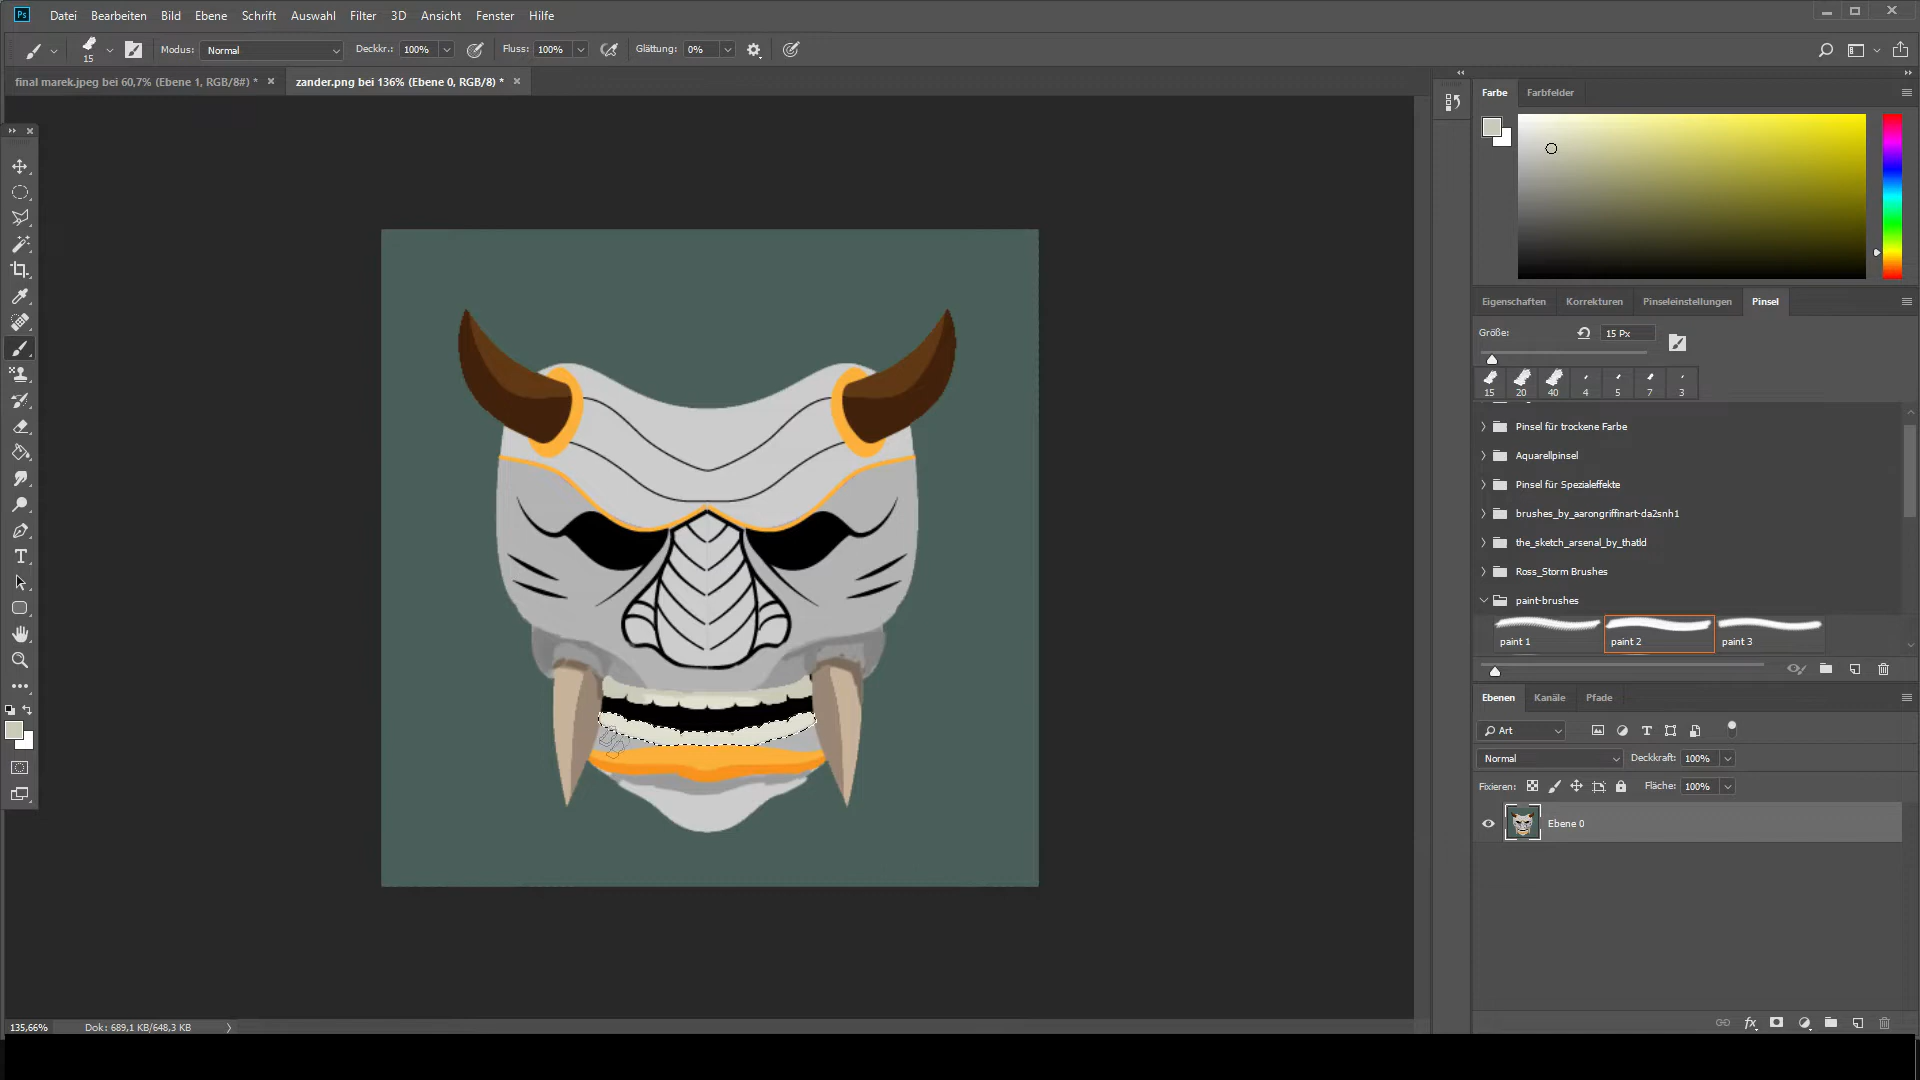 Ps Datei Bearbeiten Bild Ebene Schrift Auswahl Filter 3D Ansicht Fenster Hilfe
15 Modus: Normal Deckkr.: 100% Fluss: 100% Glättung: 0%
final marek.jpeg bei 60,7% (Ebene 1, RGB/8#) * × zander.png bei 136% (Ebene 0, RGB/8) * ×
Farbe Farbfelder
Eigenschaften Korrekturen Pinseleinstellungen Pinsel
Größe: 15 Px
15 20 40 4 5 7 3
Pinsel für trockene Farbe
Aquarellpinsel
Pinsel für Spezialeffekte
brushes_by_aarongriffinart-da2snh1
the_sketch_arsenal_by_thatld
Ross_Storm Brushes
paint-brushes
paint 1 paint 2 paint 3
Ebenen Kanäle Pfade
Art
Normal Deckkraft: 100%
Fixieren: Fläche: 100%
Ebene 0
135,66% Dok: 689,1 KB/648,3 KB